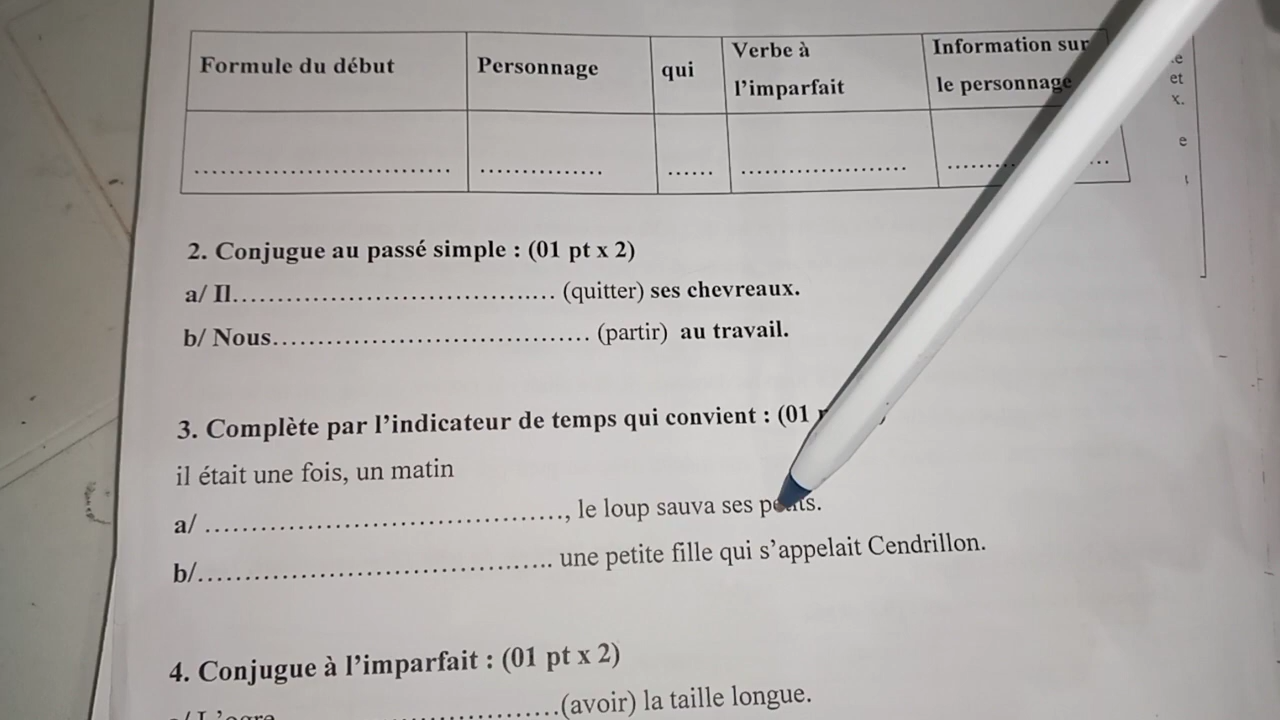 Formule du début Personnage qui Verbe à l'imparfait Information sur le personnage
.............................. ............... ...... ..................... ......... ...
2. Conjugue au passé simple : (01 pt x 2)
a/ Il.................................... (quitter) ses chevreaux.
b/ Nous................................... (partir) au travail.
3. Complète par l'indicateur de temps qui convient : (01
il était une fois, un matin
a/ ......................................., le loup sauva ses petits.
b/...................................... une petite fille qui s'appelait Cendrillon.
4. Conjugue à l'imparfait : (01 pt x 2)
a/ L'ogre ...............................(avoir) la taille longue.
e
et
x.
e